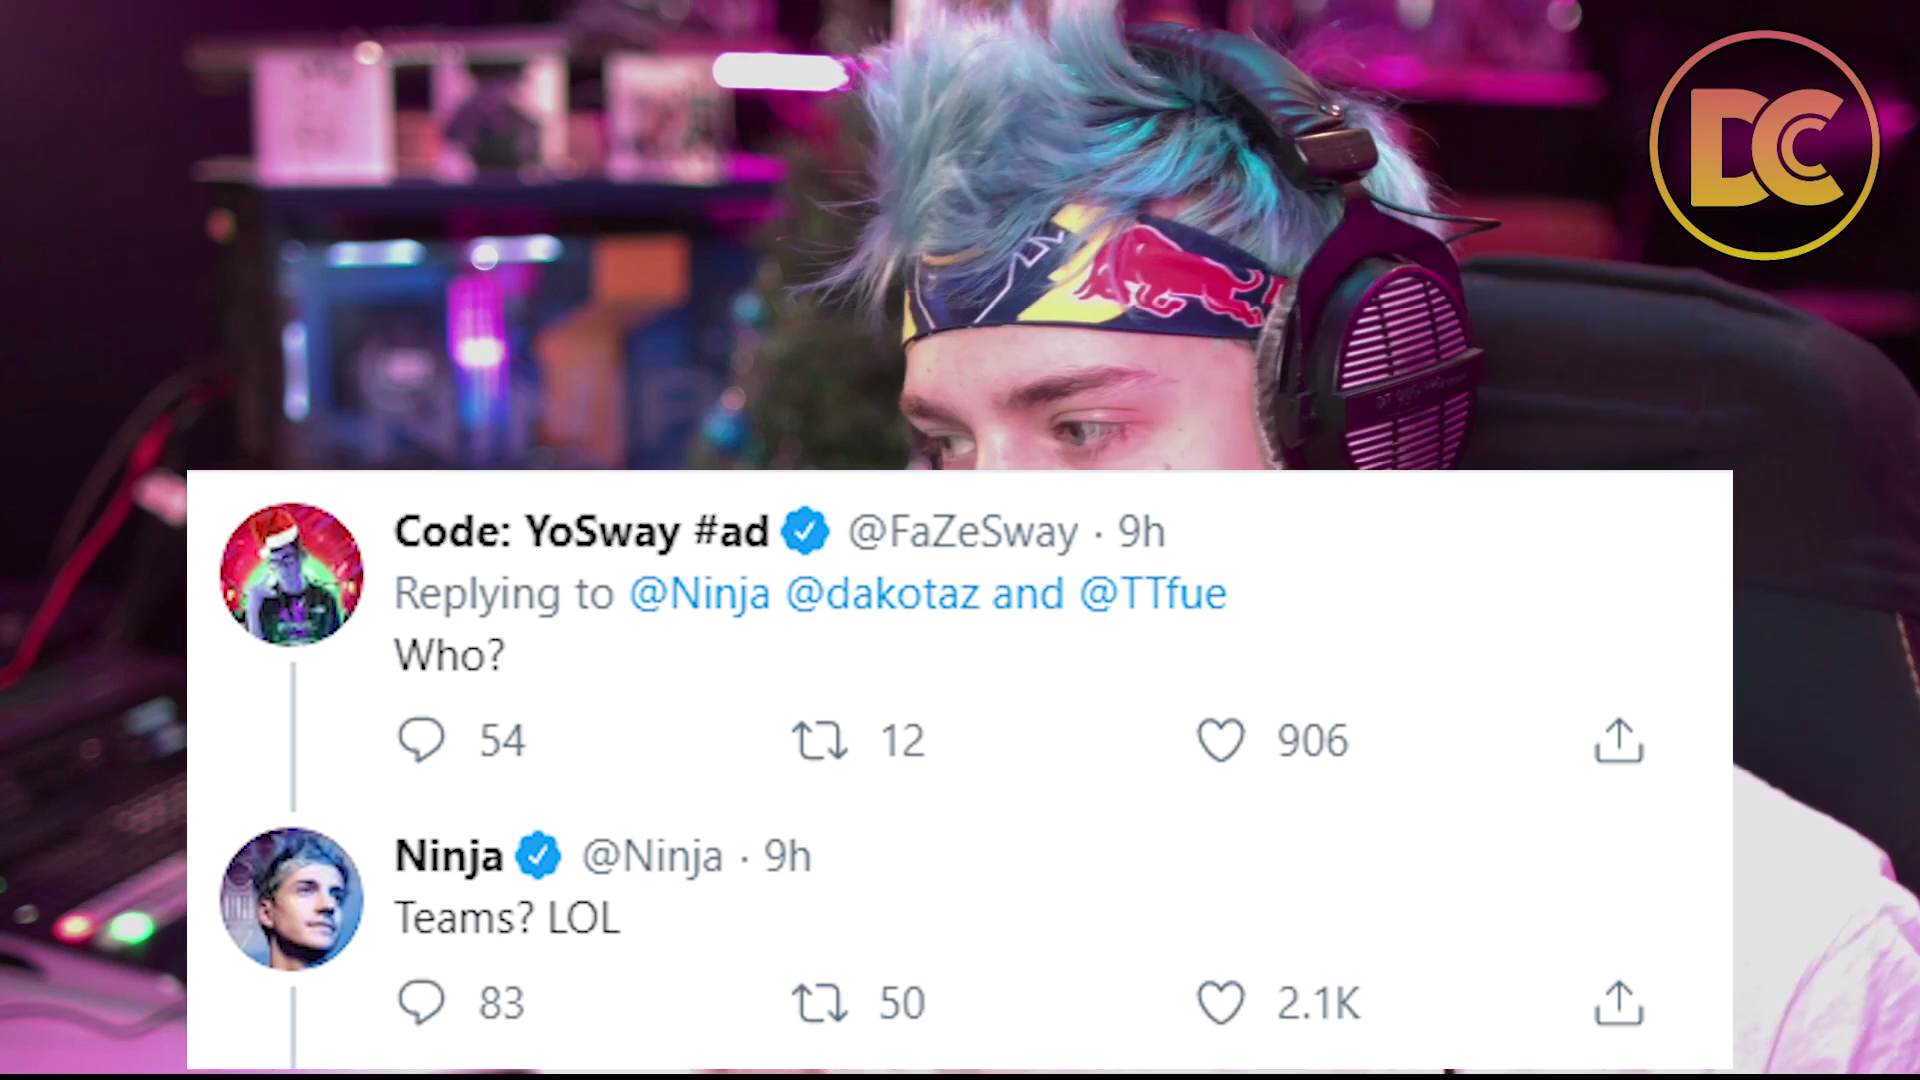 DCC
Code: YoSway #ad @FaZeSway · 9h
Replying to @Ninja @dakotaz and @TTfue
Who?
54 12 906
Ninja @Ninja · 9h
Teams? LOL
83 50 2.1K